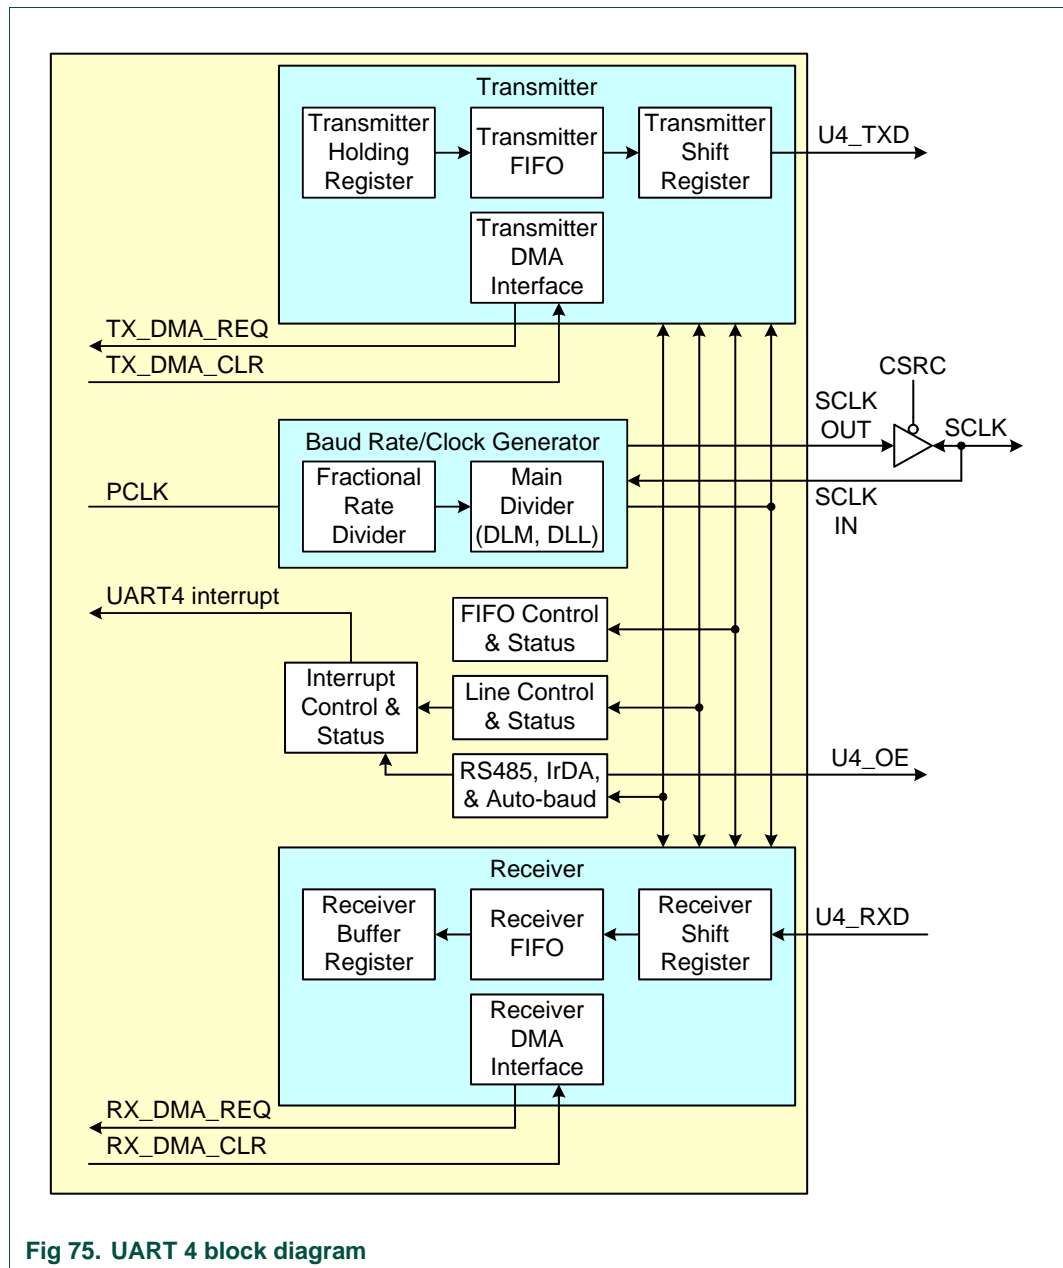 Transmitter
Transmitter
Holding
Register
Transmitter
FIFO
Transmitter
Shift
Register
U4_TXD
Transmitter
DMA
Interface
TX_DMA_REQ
TX_DMA_CLR
CSRC
SCLK
OUT
SCLK
Baud Rate/Clock Generator
PCLK
Fractional
Rate
Divider
Main
Divider
(DLM, DLL)
SCLK
IN
UART4 interrupt
FIFO Control
& Status
Interrupt
Control &
Status
Line Control
& Status
RS485, IrDA,
& Auto-baud
U4_OE
Receiver
Receiver
Buffer
Register
Receiver
FIFO
Receiver
Shift
Register
U4_RXD
Receiver
DMA
Interface
RX_DMA_REQ
RX_DMA_CLR
Fig 75. UART 4 block diagram